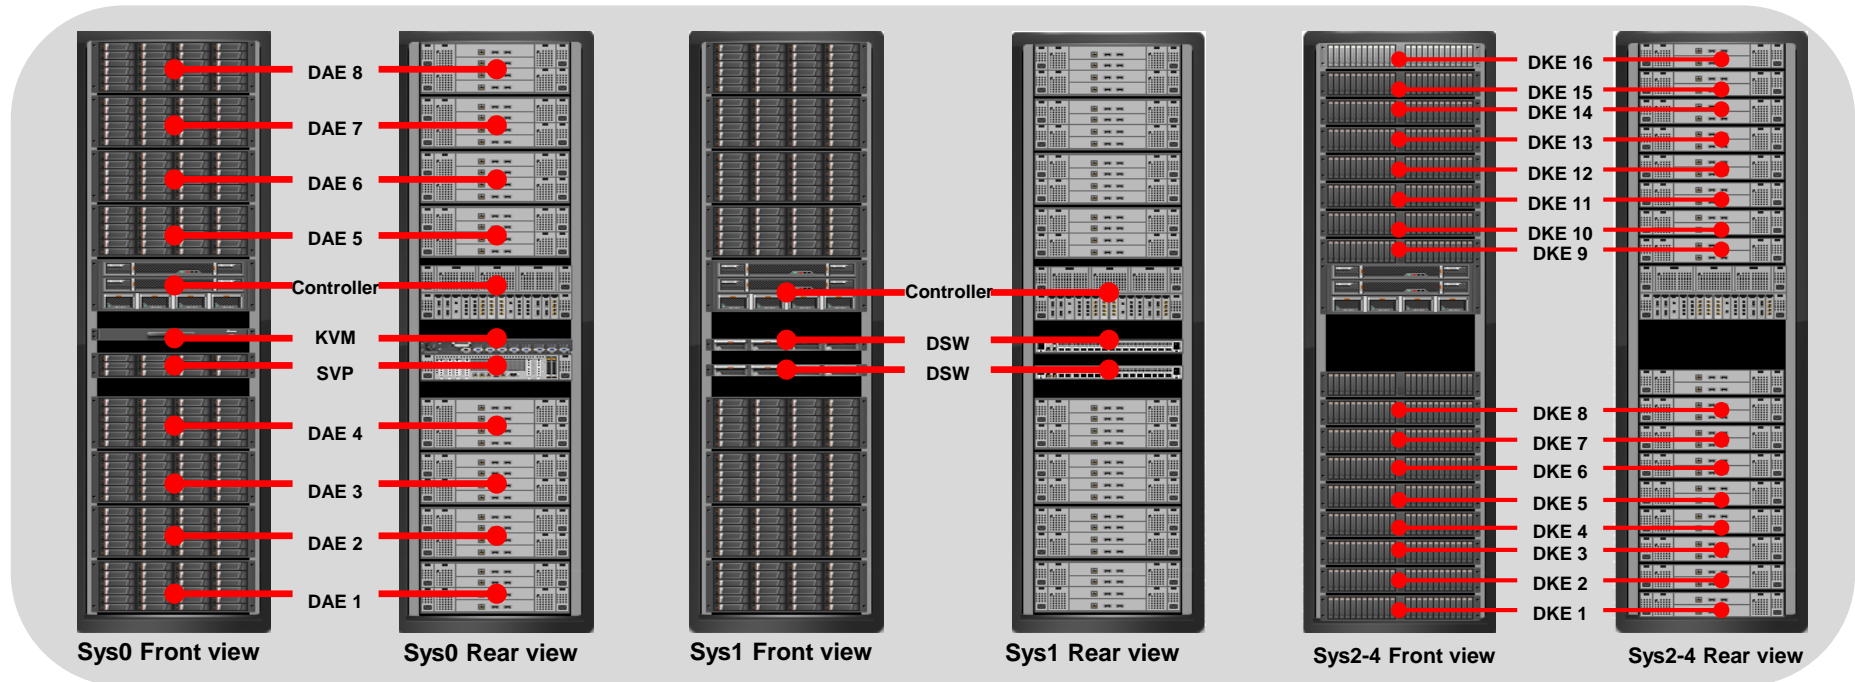 DAE 8
DAE 7
DAE 6
DAE 5
Controller
KVM
SVP
DAE 4
DAE 3
DAE 2
DAE 1
Sys0 Front view
Sys0 Rear view
Controller
DSW
DSW
Sys1 Front view
Sys1 Rear view
DKE 16
DKE 15
DKE 14
DKE 13
DKE 12
DKE 11
DKE 10
DKE 9
DKE 8
DKE 7
DKE 6
DKE 5
DKE 4
DKE 3
DKE 2
DKE 1
Sys2-4 Front view
Sys2-4 Rear view